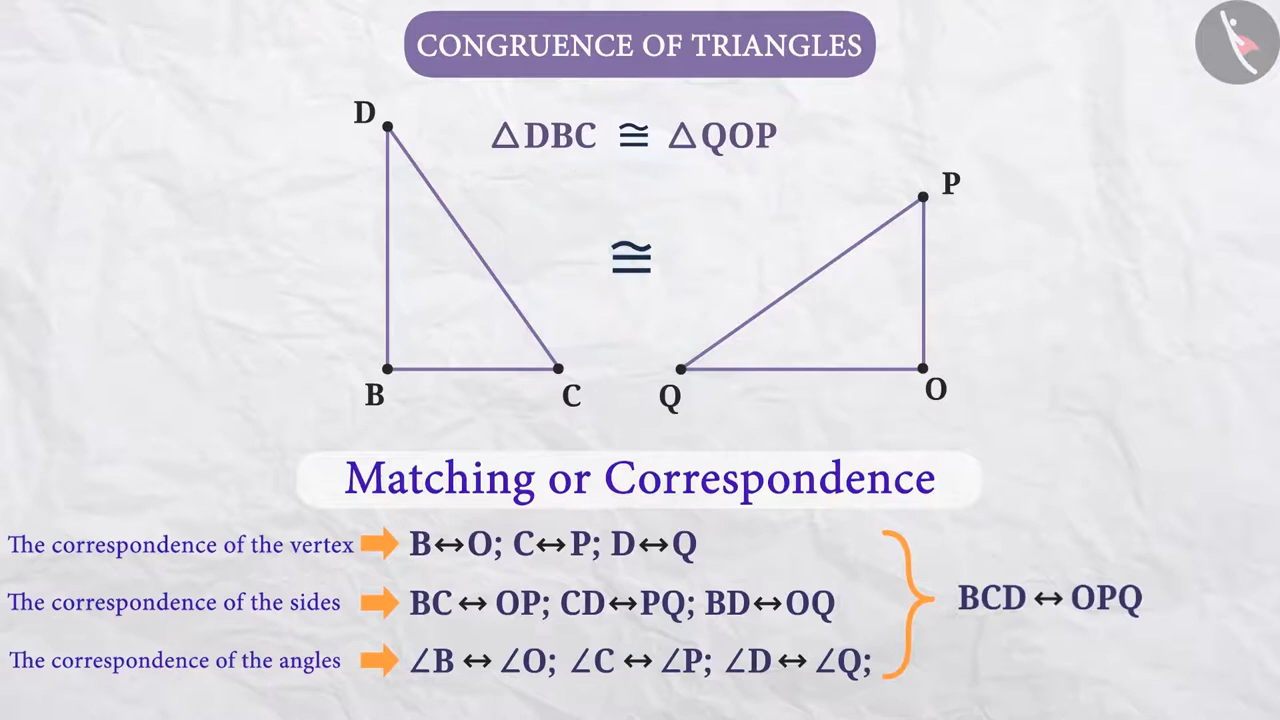 CONGRUENCE OF TRIANGLES
D
△DBC ≅ △QOP
P
≅
B
C
Q
O
Matching or Correspondence
The correspondence of the vertex B↔O; C↔P; D↔Q
The correspondence of the sides BC ↔ OP; CD↔PQ; BD↔OQ
BCD ↔ OPQ
The correspondence of the angles ∠B ↔ ∠O; ∠C ↔ ∠P; ∠D ↔ ∠Q;